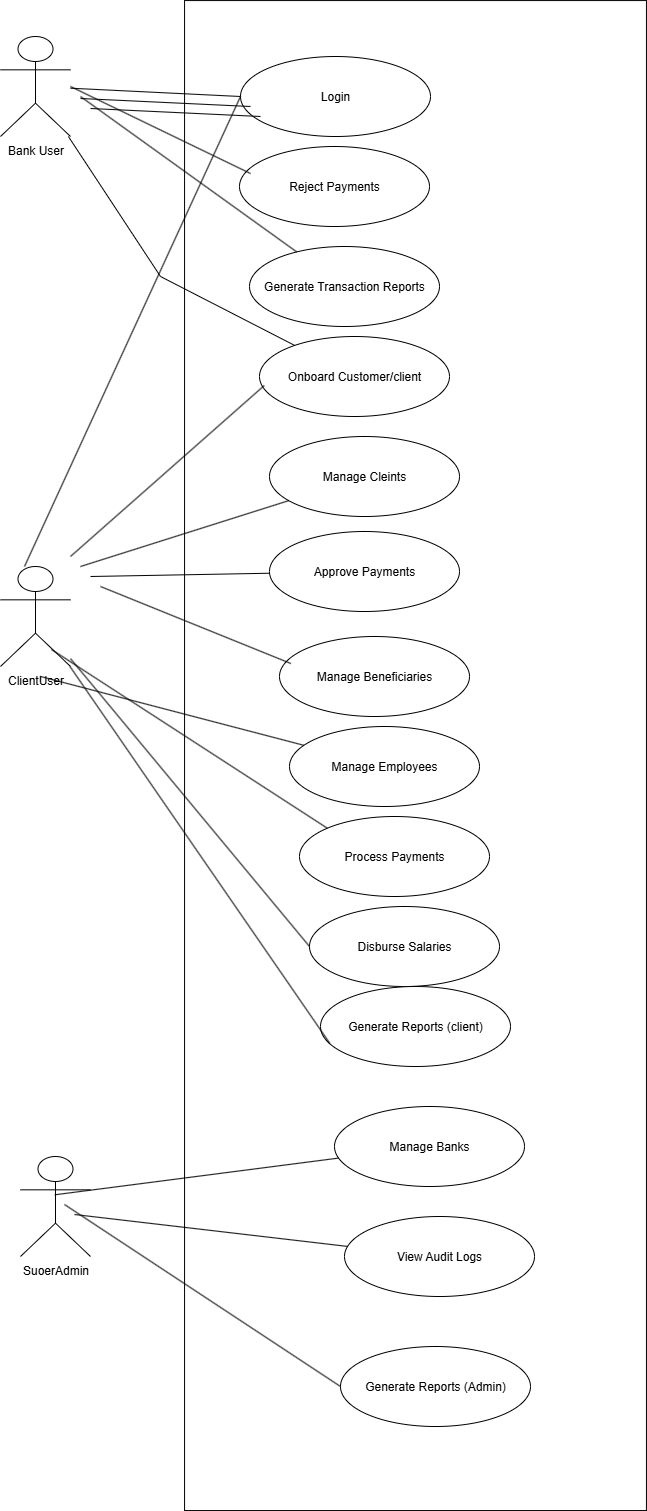 Login
Bank User
Reject Payments
Generate Transaction Reports
Onboard Customer/client
Manage Cleints
Approve Payments
Manage Beneficiaries
ClientUser
Manage Employees
Process Payments
Disburse Salaries
Generate Reports (client)
Manage Banks
View Audit Logs
SuoerAdmin
Generate Reports (Admin)